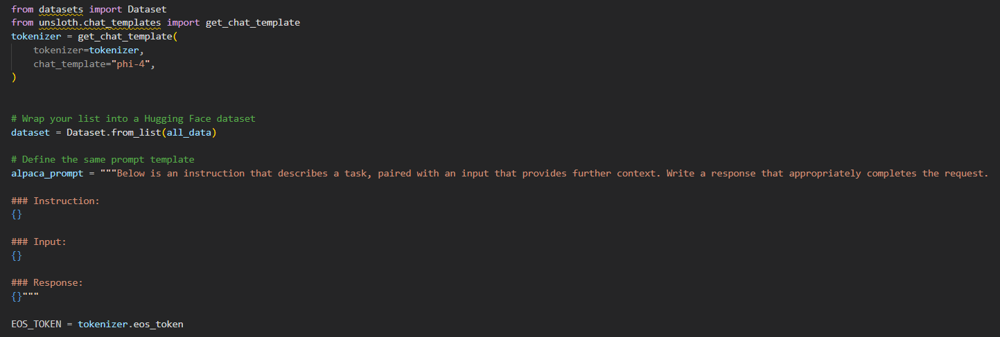 from datasets import Dataset
from unsloth.chat_templates import get_chat_template
tokenizer = get_chat_template(
    tokenizer=tokenizer,
    chat_template="phi-4",
)
# Wrap your list into a Hugging Face dataset
dataset = Dataset.from_list(all_data)
# Define the same prompt template
alpaca_prompt = """Below is an instruction that describes a task, paired with an input that provides further context. Write a response that appropriately completes the request.
### Instruction:
{}
### Input:
{}
### Response:
{}"""
EOS_TOKEN = tokenizer.eos_token